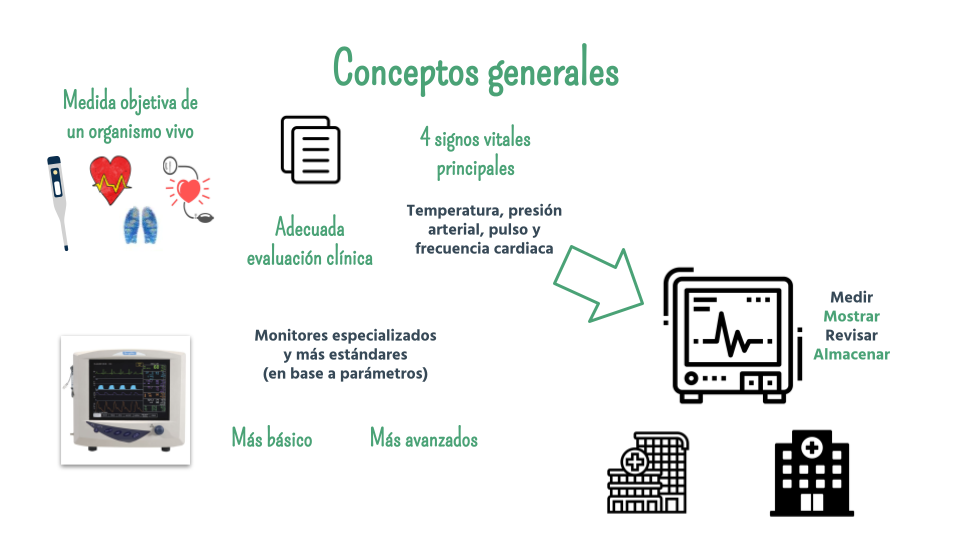 Conceptos generales
Medida objetiva de
un organismo vivo
Adecuada
evaluación clínica
4 signos vitales
principales
Temperatura, presión
arterial, pulso y
frecuencia cardiaca
Medir
Mostrar
Revisar
Almacenar
Monitores especializados
y más estándares
(en base a parámetros)
Más básico
Más avanzados